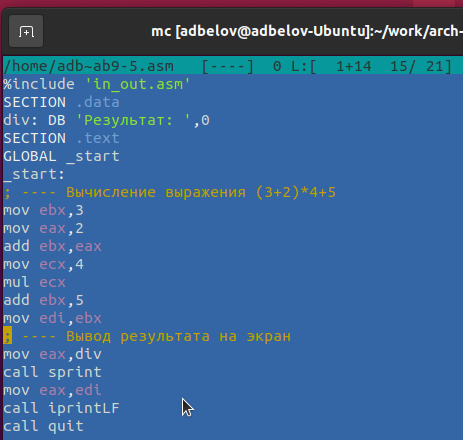 mc [adbelov@adbelov-Ubuntu]:~/work/arch-
/home/adb~ab9-5.asm [----] 0 L:[ 1+14 15/ 21]
%include 'in_out.asm'
SECTION .data
div: DB 'Результат: ',0
SECTION .text
GLOBAL _start
_start:
; ---- Вычисление выражения (3+2)*4+5
mov ebx,3
mov eax,2
add ebx,eax
mov ecx,4
mul ecx
add ebx,5
mov edi,ebx
; ---- Вывод результата на экран
mov eax,div
call sprint
mov eax,edi
call iprintLF
call quit